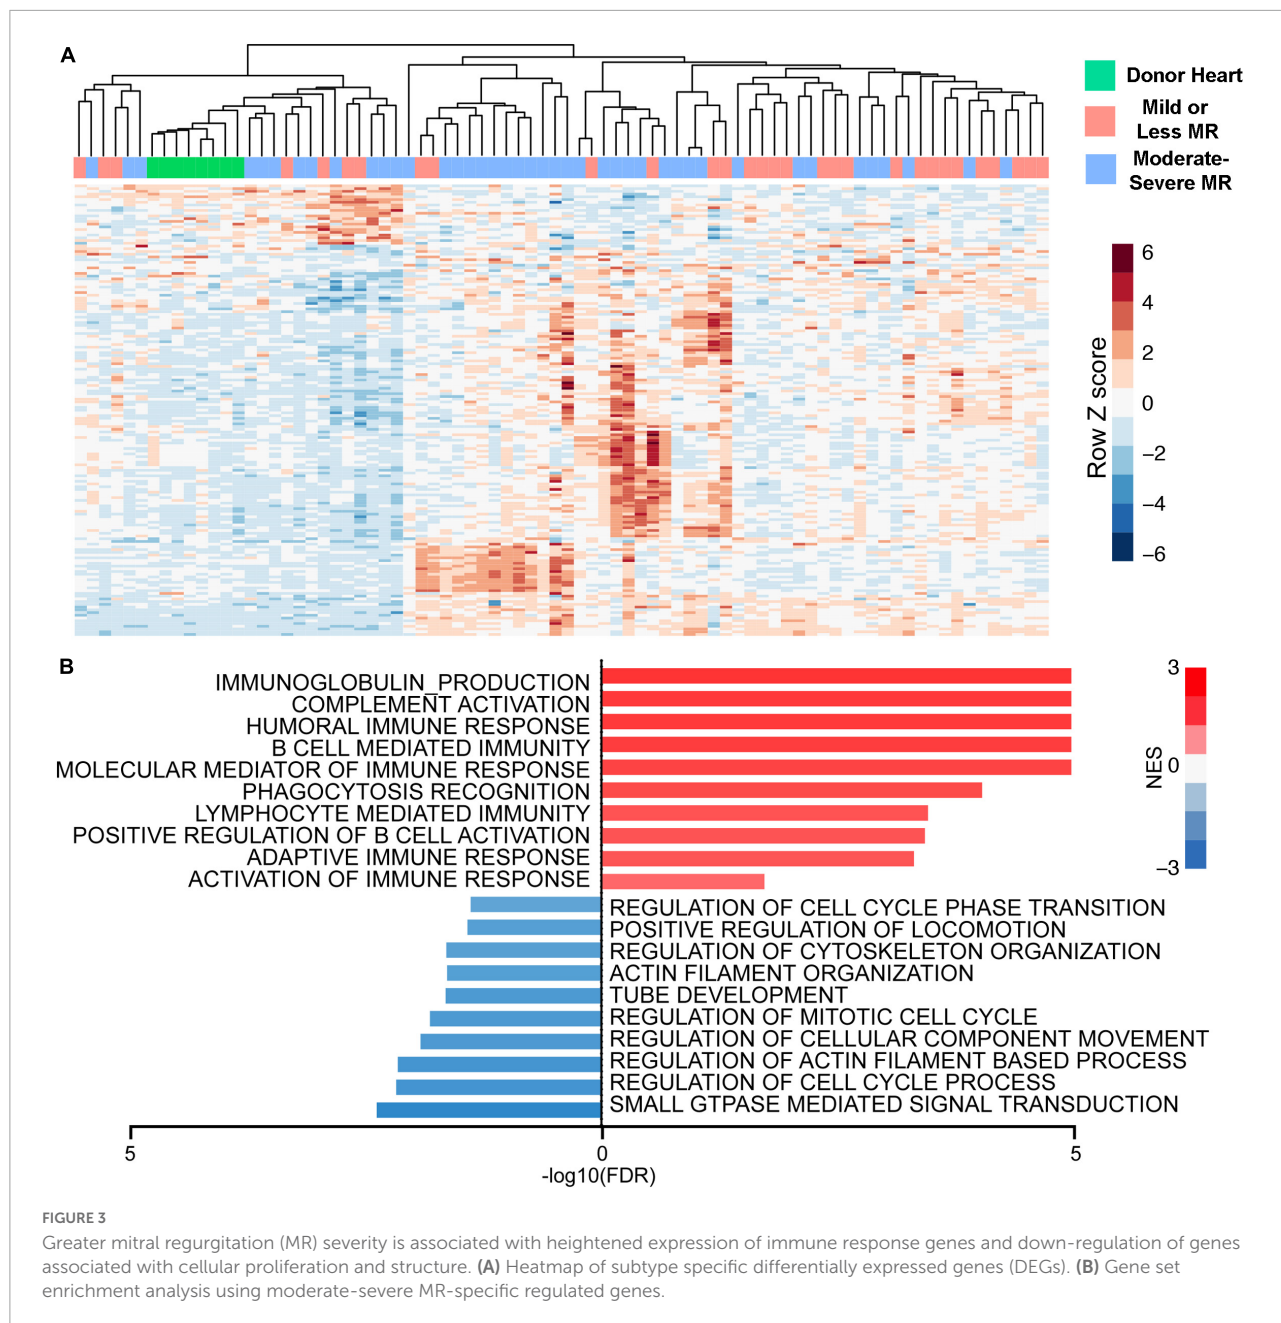 A
Donor Heart
Mild or
Less MR
Moderate-
Severe MR
Row Z score
6
4
2
0
−2
−4
−6
B
IMMUNOGLOBULIN_PRODUCTION
COMPLEMENT ACTIVATION
HUMORAL IMMUNE RESPONSE
B CELL MEDIATED IMMUNITY
MOLECULAR MEDIATOR OF IMMUNE RESPONSE
PHAGOCYTOSIS RECOGNITION
LYMPHOCYTE MEDIATED IMMUNITY
POSITIVE REGULATION OF B CELL ACTIVATION
ADAPTIVE IMMUNE RESPONSE
ACTIVATION OF IMMUNE RESPONSE
NES
3
0
−3
REGULATION OF CELL CYCLE PHASE TRANSITION
POSITIVE REGULATION OF LOCOMOTION
REGULATION OF CYTOSKELETON ORGANIZATION
ACTIN FILAMENT ORGANIZATION
TUBE DEVELOPMENT
REGULATION OF MITOTIC CELL CYCLE
REGULATION OF CELLULAR COMPONENT MOVEMENT
REGULATION OF ACTIN FILAMENT BASED PROCESS
REGULATION OF CELL CYCLE PROCESS
SMALL GTPASE MEDIATED SIGNAL TRANSDUCTION
5 0 5
-log10(FDR)
FIGURE 3
Greater mitral regurgitation (MR) severity is associated with heightened expression of immune response genes and down-regulation of genes
associated with cellular proliferation and structure. (A) Heatmap of subtype specific differentially expressed genes (DEGs). (B) Gene set
enrichment analysis using moderate-severe MR-specific regulated genes.